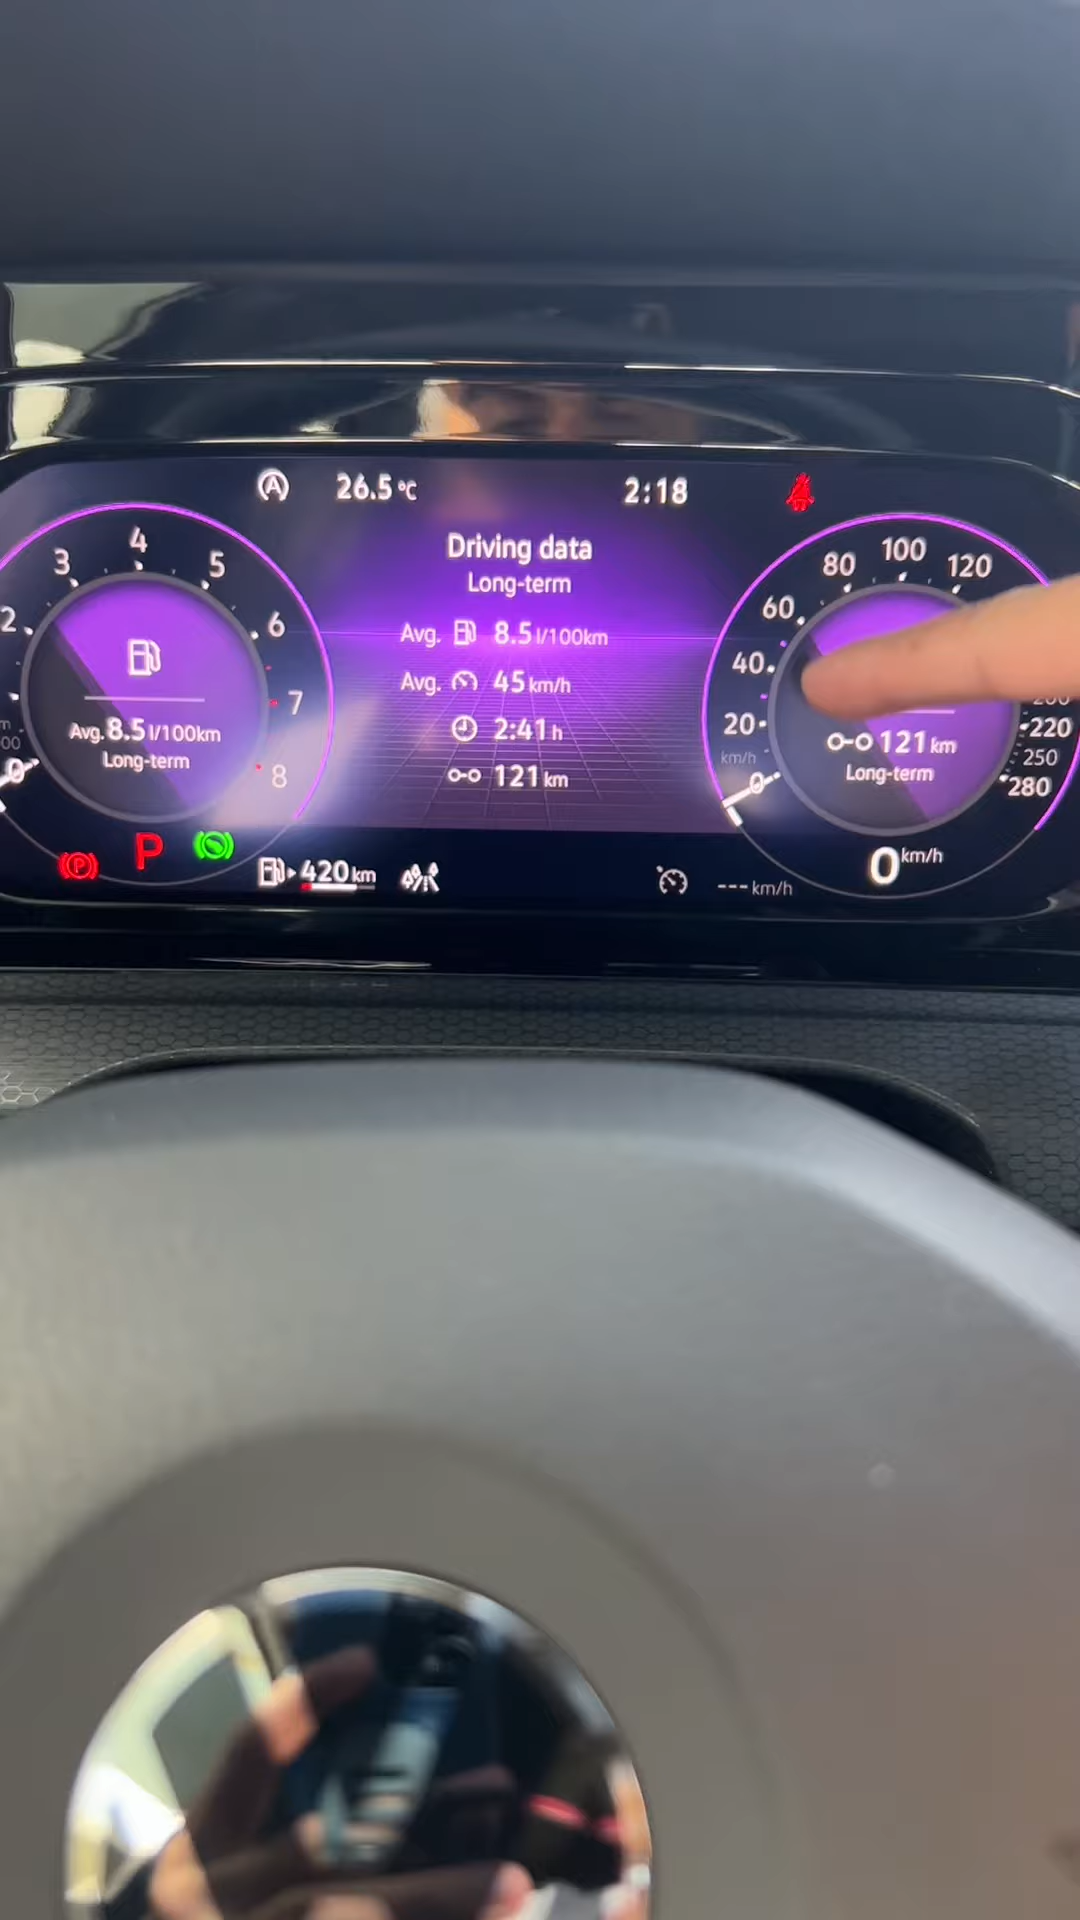 26.5 °C 2:18
Driving data
Long-term
Avg. 8.5 l/100km
Avg. 45 km/h
2:41 h
121 km
2 3 4 5 6 7 8
Avg. 8.5 l/100km
Long-term
0
P
P
420 km
--- km/h
0 20 40 60 80 100 120
220
250
280
km/h
121 km
Long-term
0 km/h